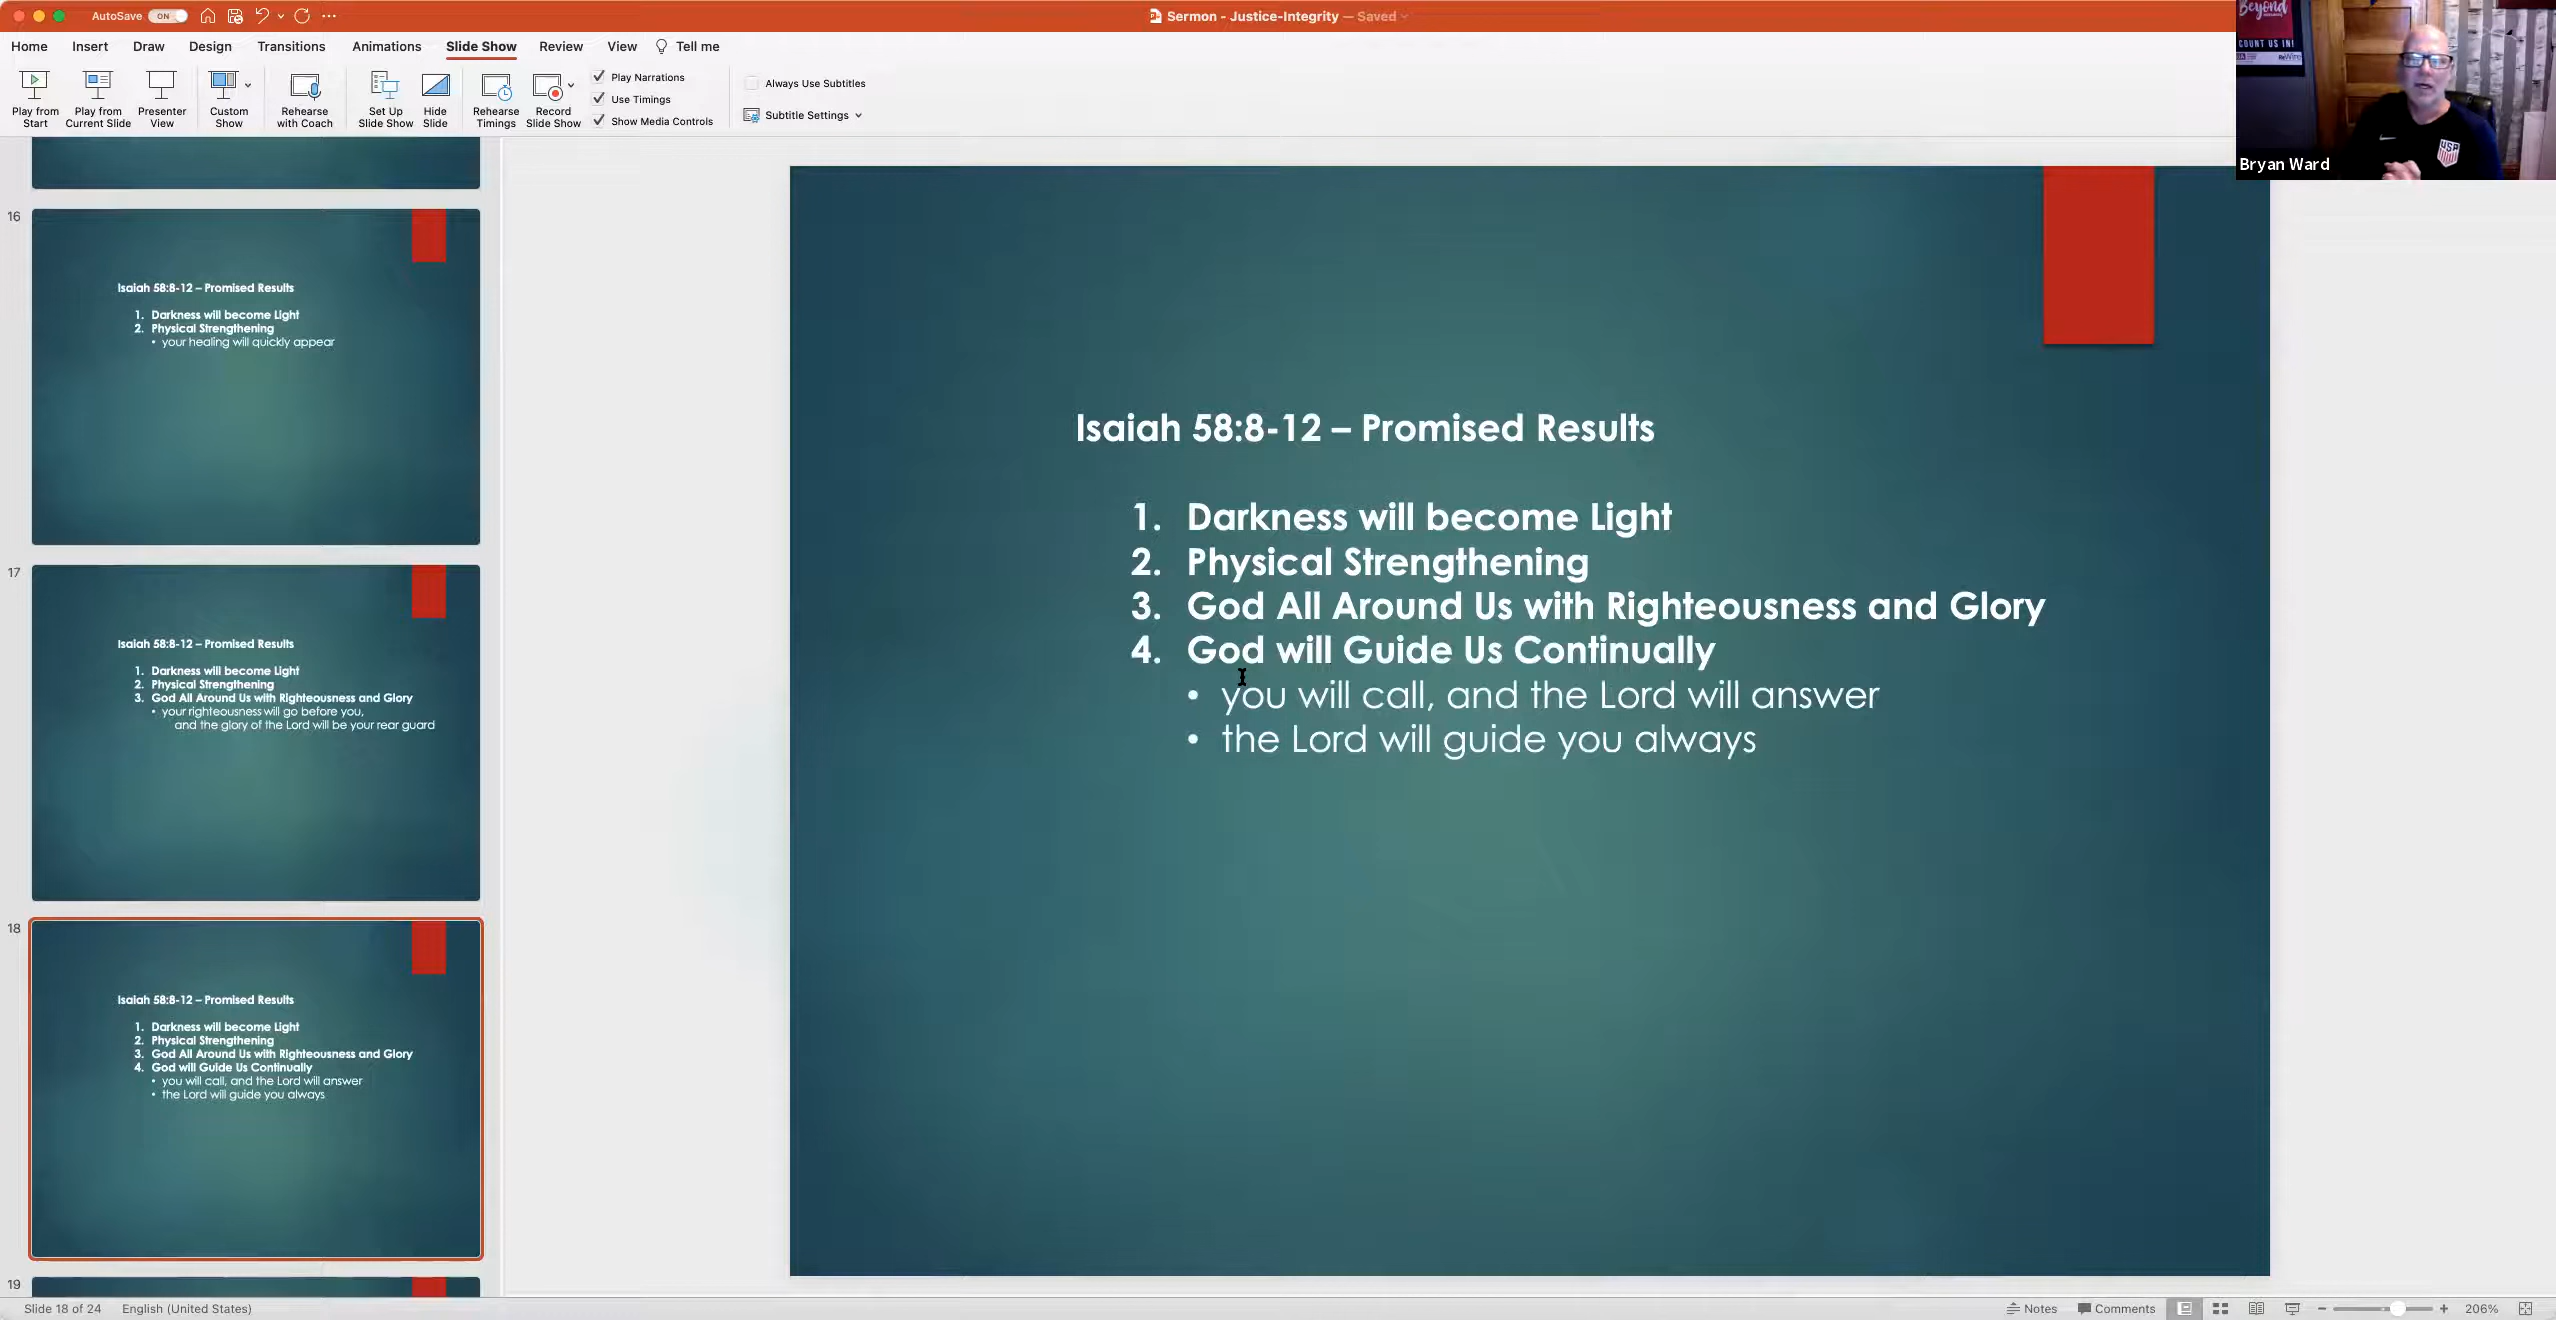 AutoSave ON
Sermon - Justice-Integrity — Saved
Home Insert Draw Design Transitions Animations Slide Show Review View Tell me
Play from Start
Play from Current Slide
Presenter View
Custom Show
Rehearse with Coach
Set Up Slide Show
Hide Slide
Rehearse Timings
Record Slide Show
Play Narrations
Use Timings
Show Media Controls
Always Use Subtitles
Subtitle Settings
Beyond
COUNT US IN!
ReWire
USA
Bryan Ward
16
Isaiah 58:8-12 – Promised Results
1. Darkness will become Light
2. Physical Strengthening
• your healing will quickly appear
17
Isaiah 58:8-12 – Promised Results
1. Darkness will become Light
2. Physical Strengthening
3. God All Around Us with Righteousness and Glory
• your righteousness will go before you,
and the glory of the Lord will be your rear guard
18
Isaiah 58:8-12 – Promised Results
1. Darkness will become Light
2. Physical Strengthening
3. God All Around Us with Righteousness and Glory
4. God will Guide Us Continually
• you will call, and the Lord will answer
• the Lord will guide you always
19
Isaiah 58:8-12 – Promised Results
1. Darkness will become Light
2. Physical Strengthening
3. God All Around Us with Righteousness and Glory
4. God will Guide Us Continually
• you will call, and the Lord will answer
• the Lord will guide you always
Slide 18 of 24 English (United States)
Notes Comments 206%